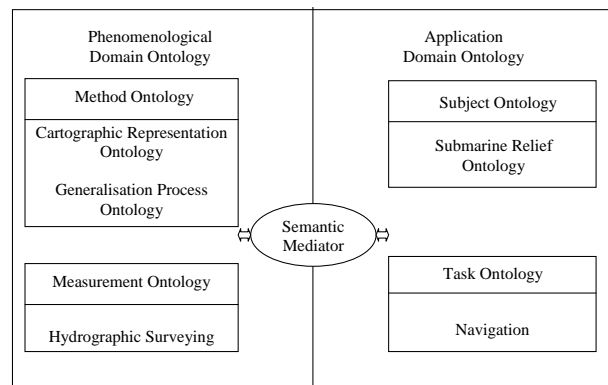 Phenomenological
Domain Ontology
Method Ontology
Cartographic Representation
Ontology
Generalisation Process
Ontology
Measurement Ontology
Hydrographic Surveying
Semantic
Mediator
Application
Domain Ontology
Subject Ontology
Submarine Relief
Ontology
Task Ontology
Navigation